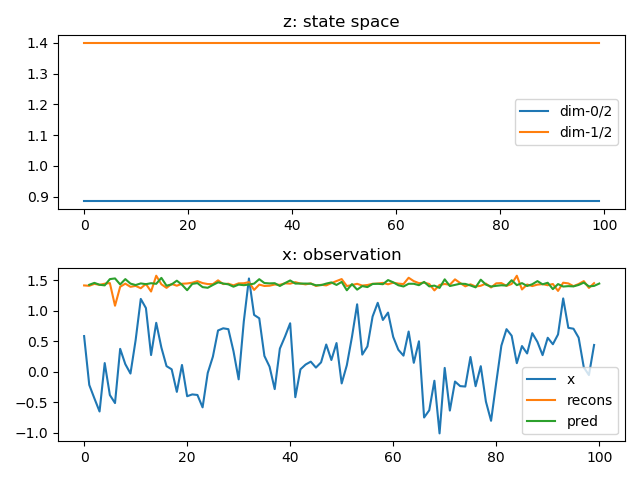 z: state space
1.4
1.3
1.2
1.1
1.0
0.9
dim-0/2
dim-1/2
0 20 40 60 80 100
x: observation
1.5
1.0
0.5
0.0
−0.5
−1.0
x
recons
pred
0 20 40 60 80 100